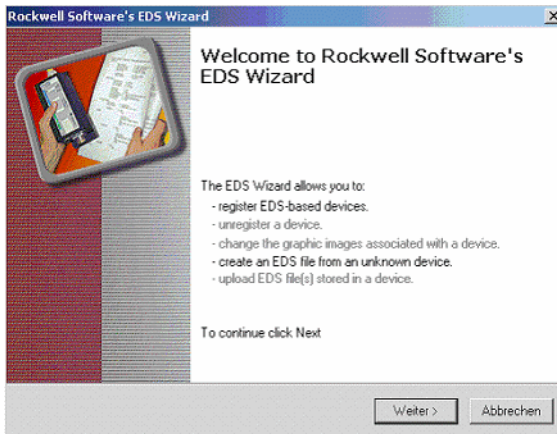 Rockwell Software's EDS Wizard
Welcome to Rockwell Software's
EDS Wizard
The EDS Wizard allows you to:
- register EDS-based devices.
- unregister a device.
- change the graphic images associated with a device.
- create an EDS file from an unknown device.
- upload EDS file(s) stored in a device.
To continue click Next
Weiter >
Abbrechen